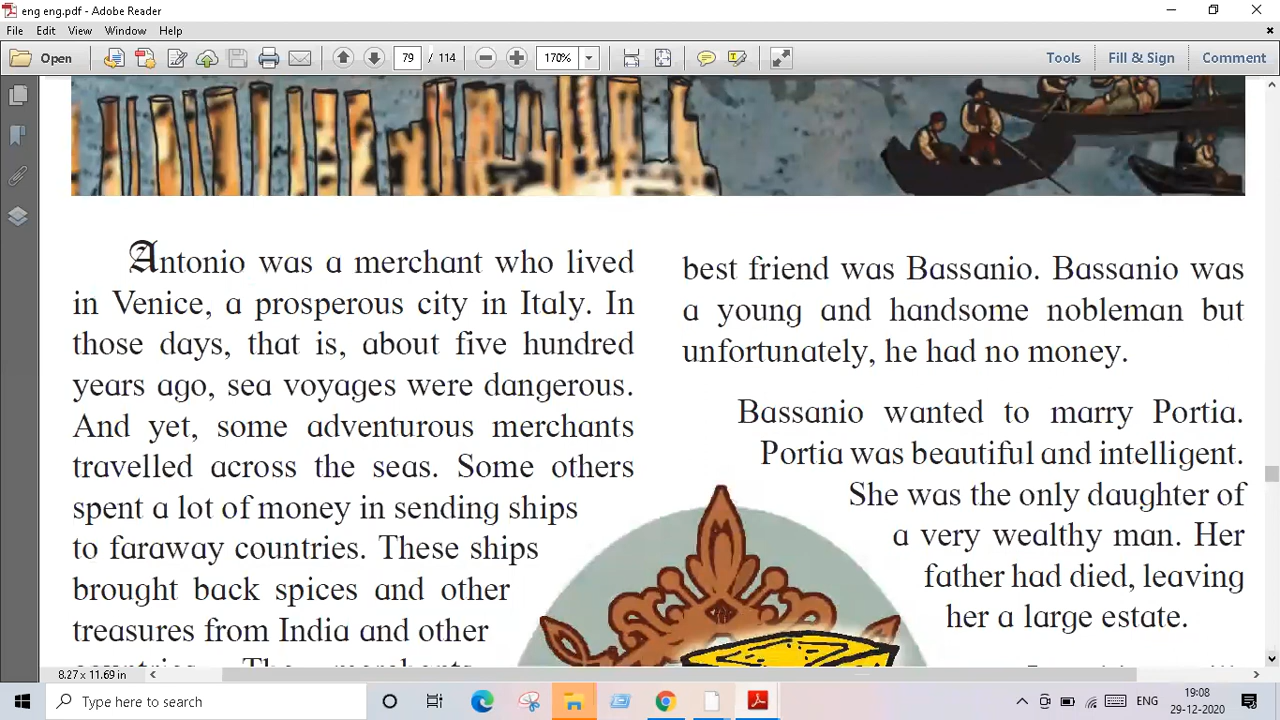 eng eng.pdf - Adobe Reader
File Edit View Window Help
Open 79 / 114 170% Tools Fill & Sign Comment
Antonio was a merchant who lived
in Venice, a prosperous city in Italy. In
those days, that is, about five hundred
years ago, sea voyages were dangerous.
And yet, some adventurous merchants
travelled across the seas. Some others
spent a lot of money in sending ships
to faraway countries. These ships
brought back spices and other
treasures from India and other
best friend was Bassanio. Bassanio was
a young and handsome nobleman but
unfortunately, he had no money.
Bassanio wanted to marry Portia.
Portia was beautiful and intelligent.
She was the only daughter of
a very wealthy man. Her
father had died, leaving
her a large estate.
8.27 x 11.69 in
Type here to search
ENG
19:08
29-12-2020